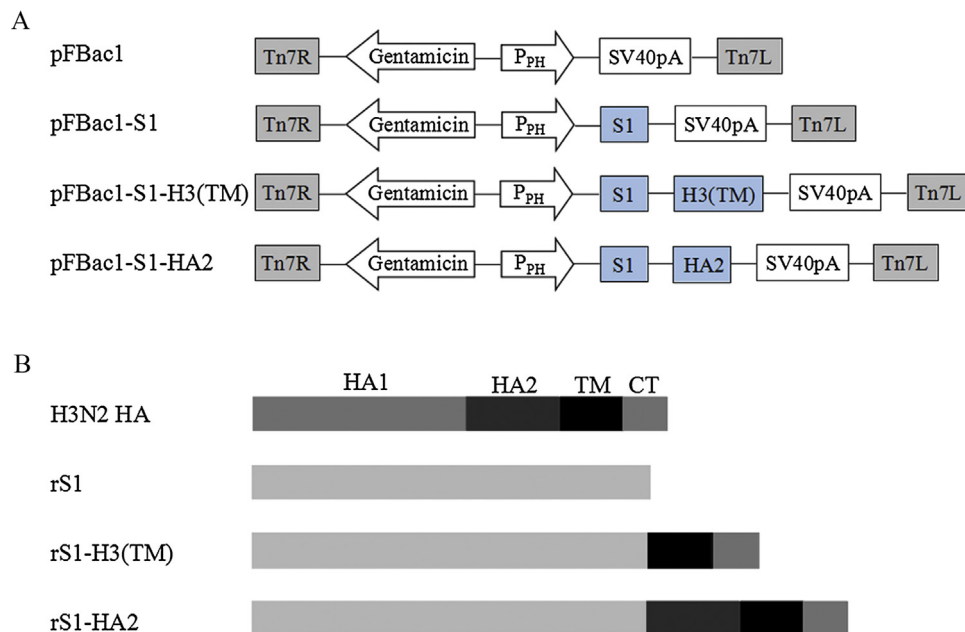 A
pFBac1 Tn7R Gentamicin PPH SV40pA Tn7L
pFBac1-S1 Tn7R Gentamicin PPH S1 SV40pA Tn7L
pFBac1-S1-H3(TM) Tn7R Gentamicin PPH S1 H3(TM) SV40pA Tn7L
pFBac1-S1-HA2 Tn7R Gentamicin PPH S1 HA2 SV40pA Tn7L
B
HA1 HA2 TM CT
H3N2 HA
rS1
rS1-H3(TM)
rS1-HA2